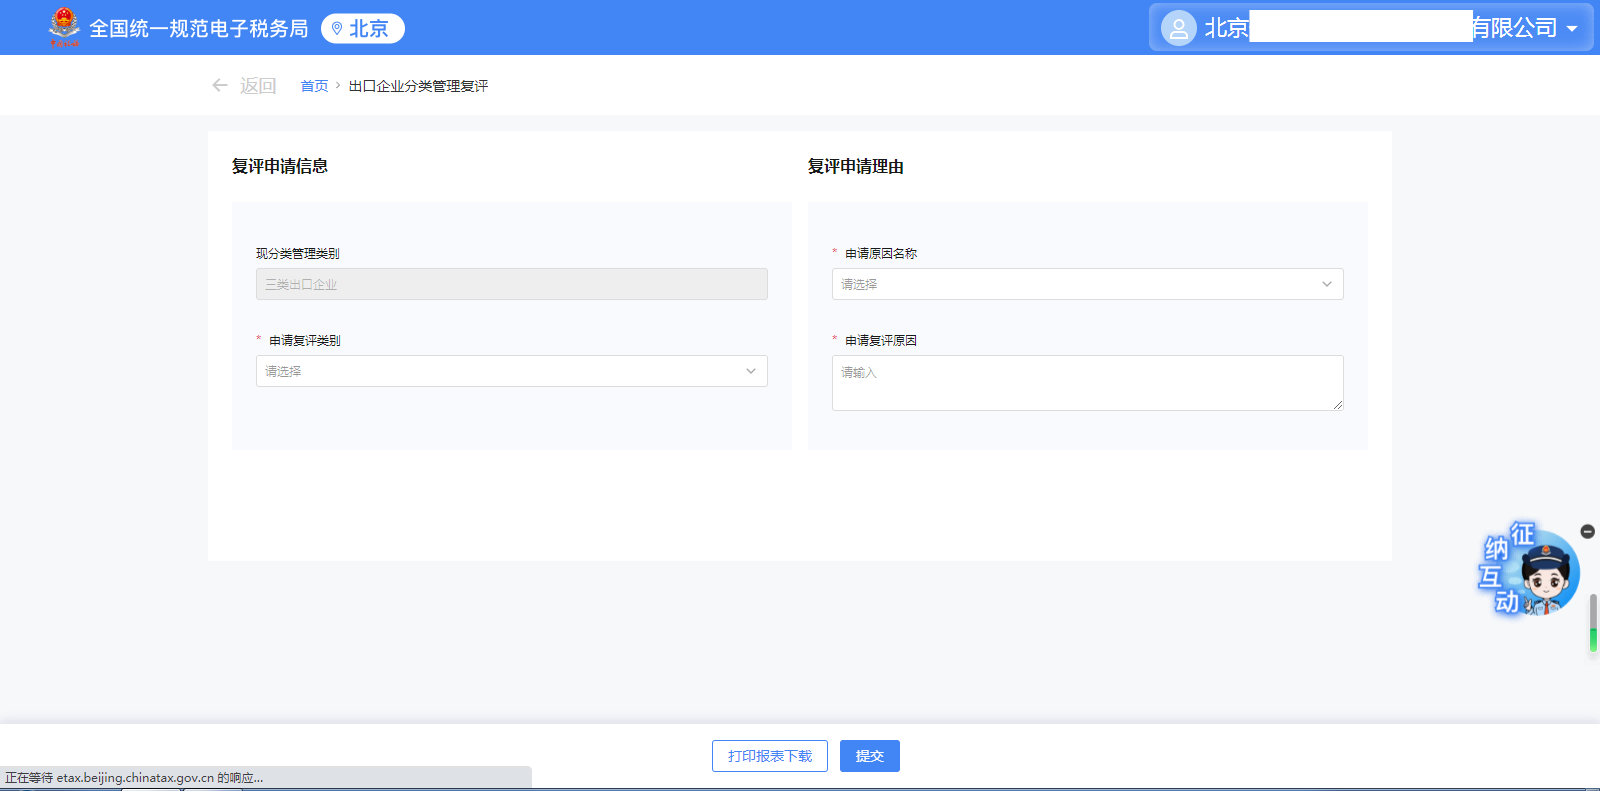 全国统一规范电子税务局
北京
北京
有限公司
返回
首页 › 出口企业分类管理复评
复评申请信息
现分类管理类别
三类出口企业
* 申请复评类别
请选择
复评申请理由
* 申请原因名称
请选择
* 申请复评原因
请输入
征纳互动
打印报表下载
提交
正在等待 etax.beijing.chinatax.gov.cn 的响应...